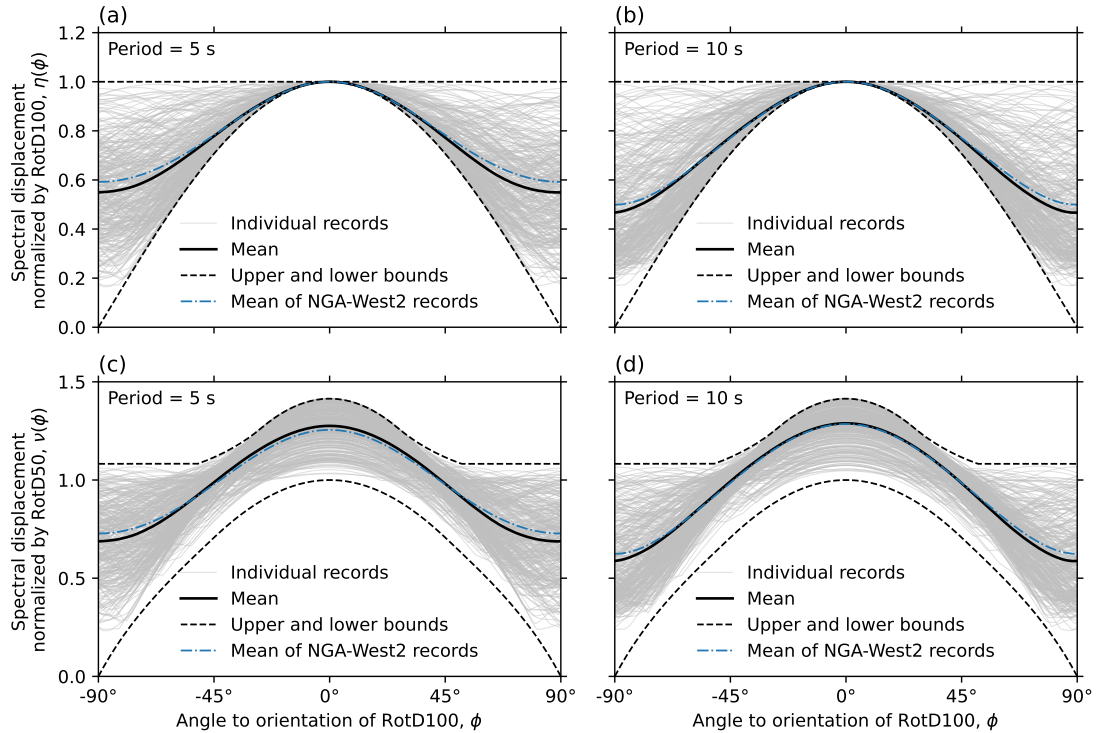 (a)
Period = 5 s
1.2
1.0
0.8
0.6
0.4
0.2
0.0
Spectral displacement
normalized by RotD100, η(ϕ)
Individual records
Mean
Upper and lower bounds
Mean of NGA-West2 records
(b)
Period = 10 s
Individual records
Mean
Upper and lower bounds
Mean of NGA-West2 records
(c)
Period = 5 s
1.5
1.0
0.5
0.0
Spectral displacement
normalized by RotD50, ν(ϕ)
Individual records
Mean
Upper and lower bounds
Mean of NGA-West2 records
-90° -45° 0° 45° 90°
Angle to orientation of RotD100, ϕ
(d)
Period = 10 s
Individual records
Mean
Upper and lower bounds
Mean of NGA-West2 records
-90° -45° 0° 45° 90°
Angle to orientation of RotD100, ϕ